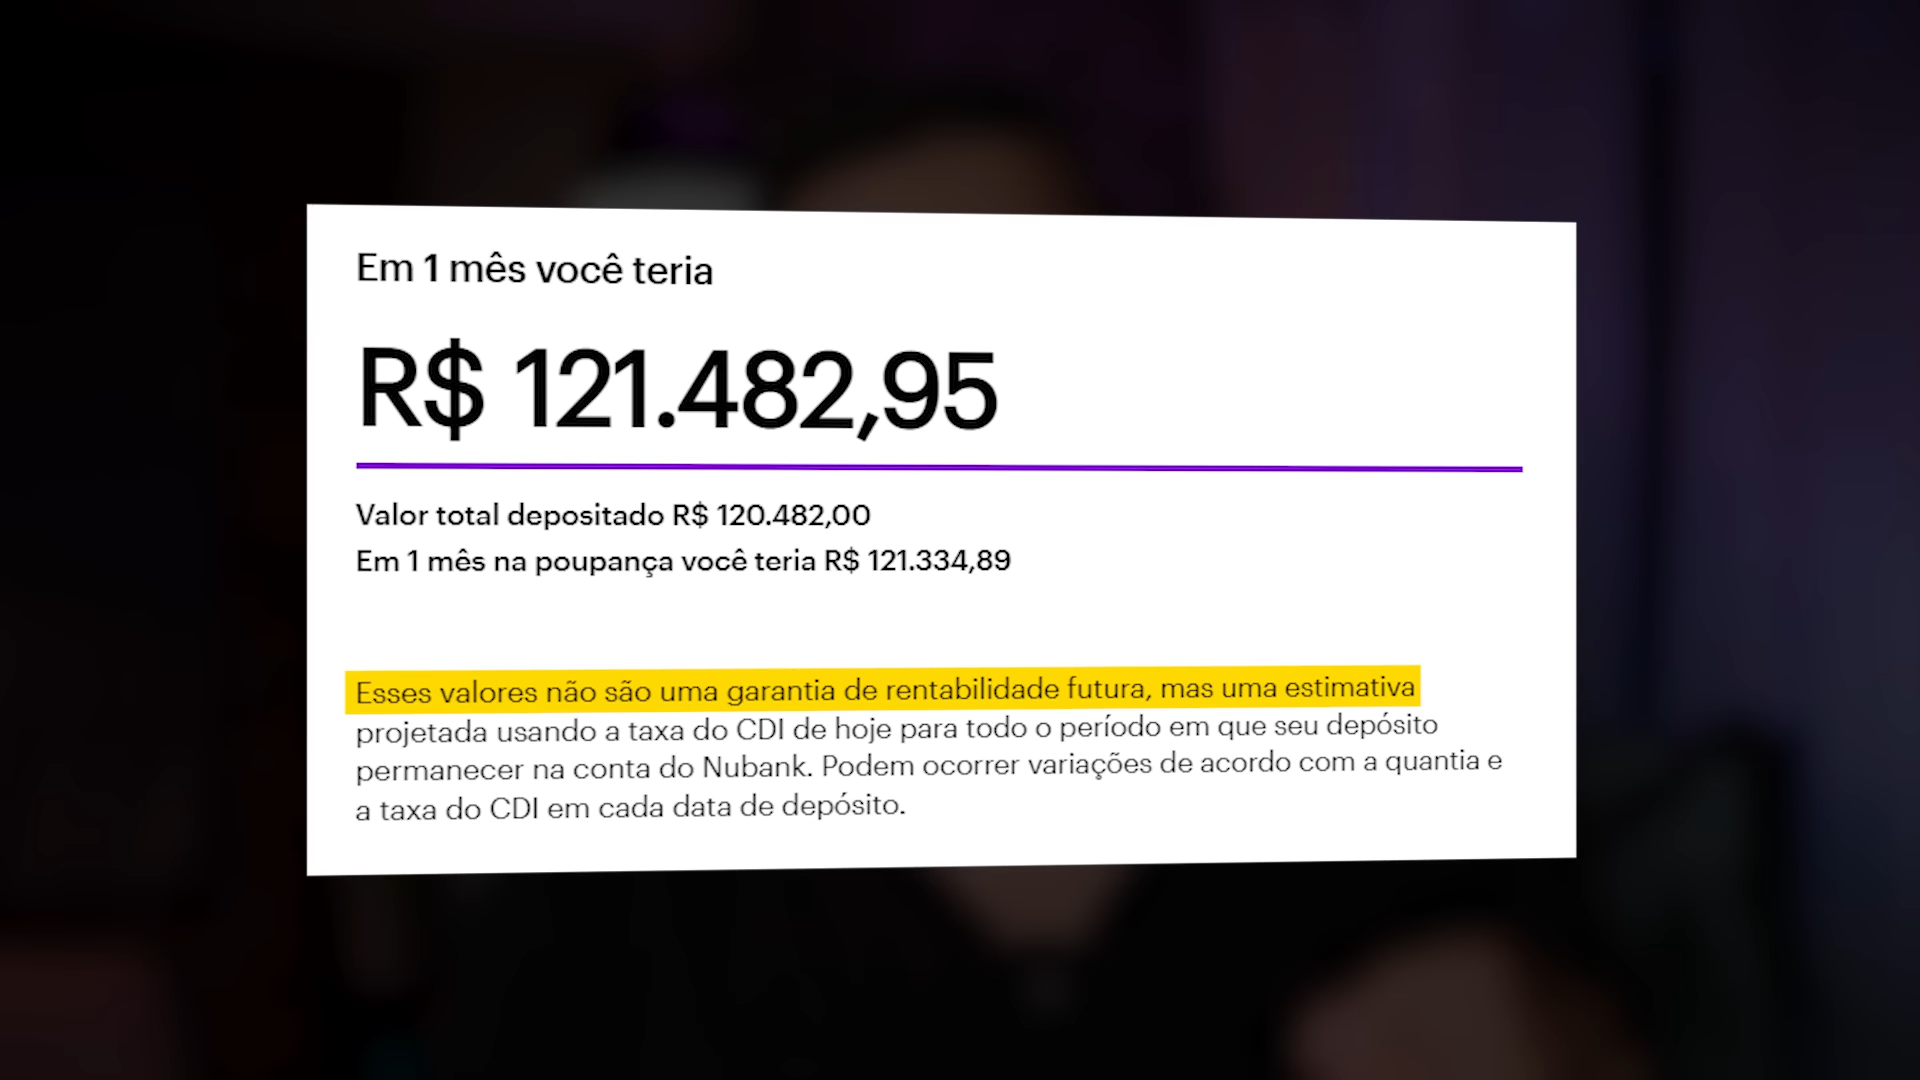 Em 1 mês você teria
R$ 121.482,95
Valor total depositado R$ 120.482,00
Em 1 mês na poupança você teria R$ 121.334,89
Esses valores não são uma garantia de rentabilidade futura, mas uma estimativa
projetada usando a taxa do CDI de hoje para todo o período em que seu depósito
permanecer na conta do Nubank. Podem ocorrer variações de acordo com a quantia e
a taxa do CDI em cada data de depósito.